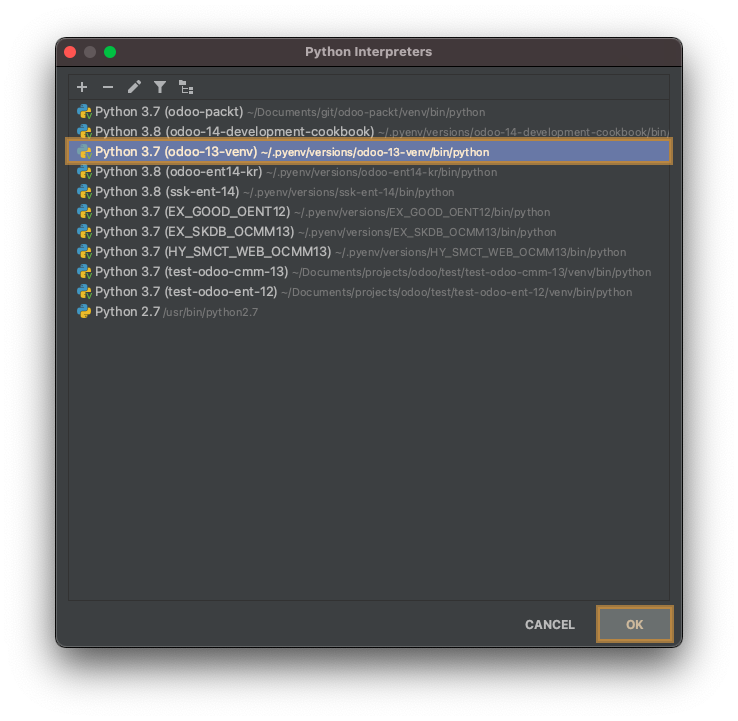 Python Interpreters
Python 3.7 (odoo-packt) ~/Documents/git/odoo-packt/venv/bin/python
Python 3.8 (odoo-14-development-cookbook) ~/.pyenv/versions/odoo-14-development-cookbook/bin/
Python 3.7 (odoo-13-venv) ~/.pyenv/versions/odoo-13-venv/bin/python
Python 3.8 (odoo-ent14-kr) ~/.pyenv/versions/odoo-ent14-kr/bin/python
Python 3.8 (ssk-ent-14) ~/.pyenv/versions/ssk-ent-14/bin/python
Python 3.7 (EX_GOOD_OENT12) ~/.pyenv/versions/EX_GOOD_OENT12/bin/python
Python 3.7 (EX_SKDB_OCMM13) ~/.pyenv/versions/EX_SKDB_OCMM13/bin/python
Python 3.7 (HY_SMCT_WEB_OCMM13) ~/.pyenv/versions/HY_SMCT_WEB_OCMM13/bin/python
Python 3.7 (test-odoo-cmm-13) ~/Documents/projects/odoo/test/test-odoo-cmm-13/venv/bin/python
Python 3.7 (test-odoo-ent-12) ~/Documents/projects/odoo/test/test-odoo-ent-12/venv/bin/python
Python 2.7 /usr/bin/python2.7
CANCEL OK